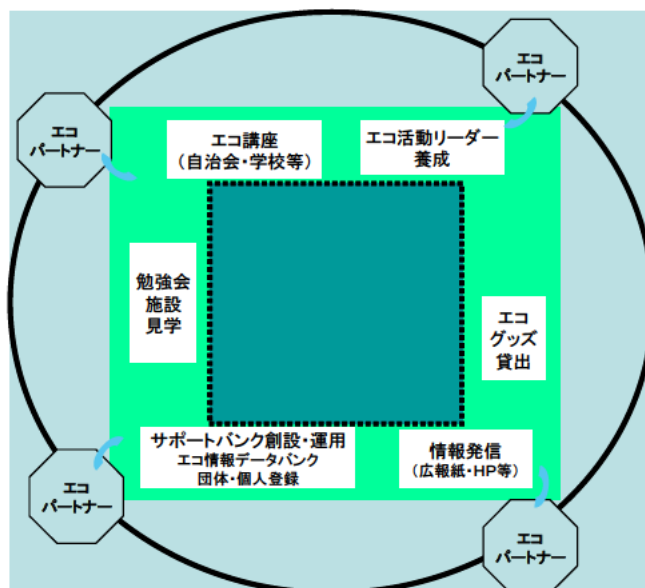 エコ
パートナー
エコ
パートナー
エコ講座
（自治会・学校等）
エコ活動リーダー
養成
勉強会
施設
見学
エコ
グッズ
貸出
サポートバンク創設・運用
エコ情報データバンク
団体・個人登録
情報発信
（広報紙・HP等）
エコ
パートナー
エコ
パートナー